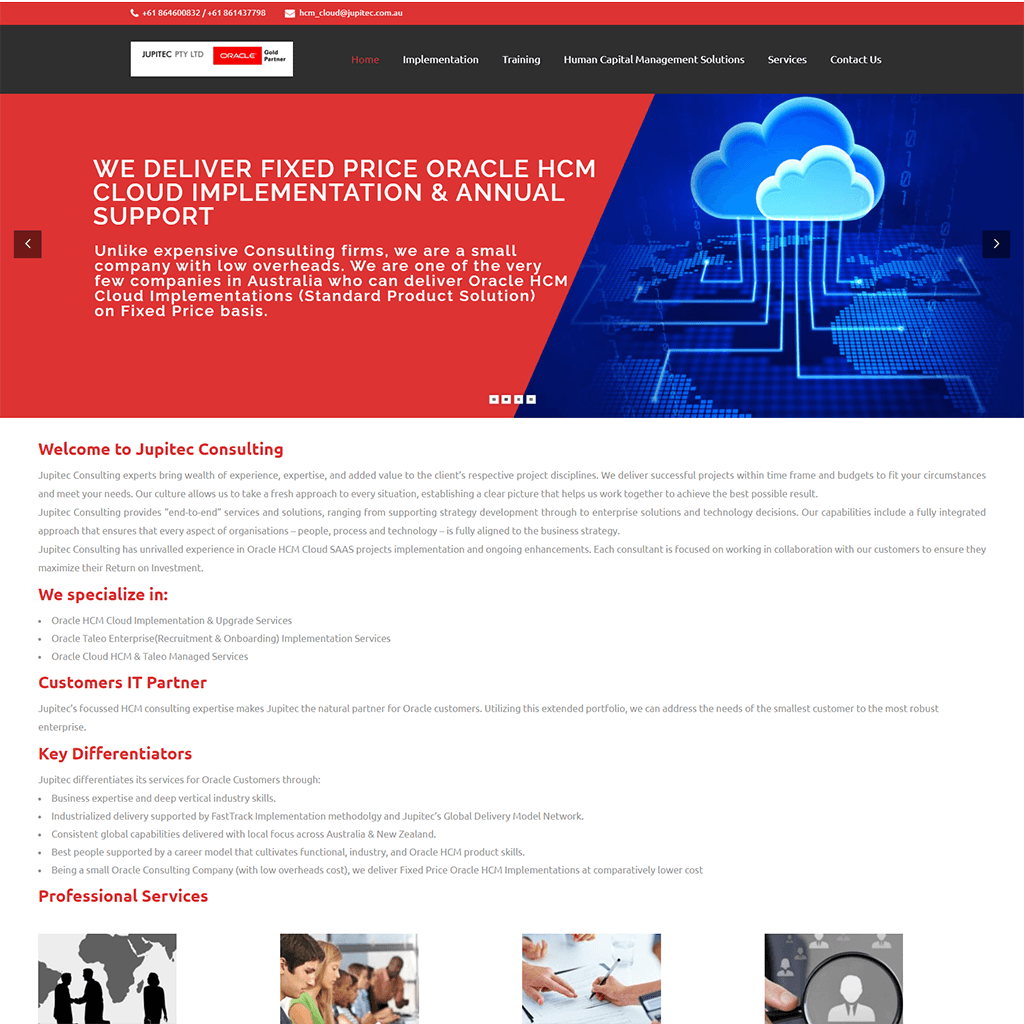 +61 864600832 / +61 861437798 hcm_cloud@jupitec.com.au
JUPITEC PTY LTD ORACLE Gold Partner
Home Implementation Training Human Capital Management Solutions Services Contact Us
WE DELIVER FIXED PRICE ORACLE HCM
CLOUD IMPLEMENTATION & ANNUAL
SUPPORT
Unlike expensive Consulting firms, we are a small
company with low overheads. We are one of the very
few companies in Australia who can deliver Oracle HCM
Cloud Implementations (Standard Product Solution)
on Fixed Price basis.
Welcome to Jupitec Consulting
Jupitec Consulting experts bring wealth of experience, expertise, and added value to the client's respective project disciplines. We deliver successful projects within time frame and budgets to fit your circumstances
and meet your needs. Our culture allows us to take a fresh approach to every situation, establishing a clear picture that helps us work together to achieve the best possible result.
Jupitec Consulting provides "end-to-end" services and solutions, ranging from supporting strategy development through to enterprise solutions and technology decisions. Our capabilities include a fully integrated
approach that ensures that every aspect of organisations – people, process and technology – is fully aligned to the business strategy.
Jupitec Consulting has unrivalled experience in Oracle HCM Cloud SAAS projects implementation and ongoing enhancements. Each consultant is focused on working in collaboration with our customers to ensure they
maximize their Return on Investment.
We specialize in:
• Oracle HCM Cloud Implementation & Upgrade Services
• Oracle Taleo Enterprise(Recruitment & Onboarding) Implementation Services
• Oracle Cloud HCM & Taleo Managed Services
Customers IT Partner
Jupitec's focussed HCM consulting expertise makes Jupitec the natural partner for Oracle customers. Utilizing this extended portfolio, we can address the needs of the smallest customer to the most robust
enterprise.
Key Differentiators
Jupitec differentiates its services for Oracle Customers through:
• Business expertise and deep vertical industry skills.
• Industrialized delivery supported by FastTrack Implementation methodolgy and Jupitec's Global Delivery Model Network.
• Consistent global capabilities delivered with local focus across Australia & New Zealand.
• Best people supported by a career model that cultivates functional, industry, and Oracle HCM product skills.
• Being a small Oracle Consulting Company (with low overheads cost), we deliver Fixed Price Oracle HCM Implementations at comparatively lower cost
Professional Services